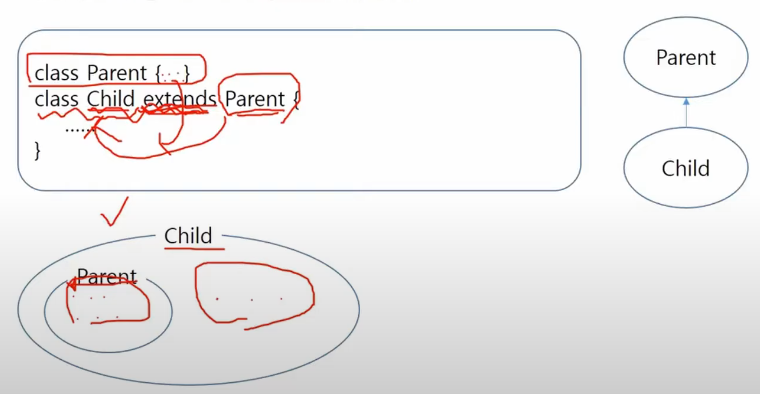 class Parent {...}
class Child extends Parent {
......
}
Parent
Child
Child
Parent
. . .
. . .
. . .